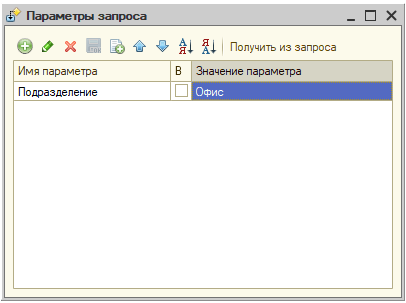 Параметры запроса
Получить из запроса
Имя параметра В Значение параметра
Подразделение Офис